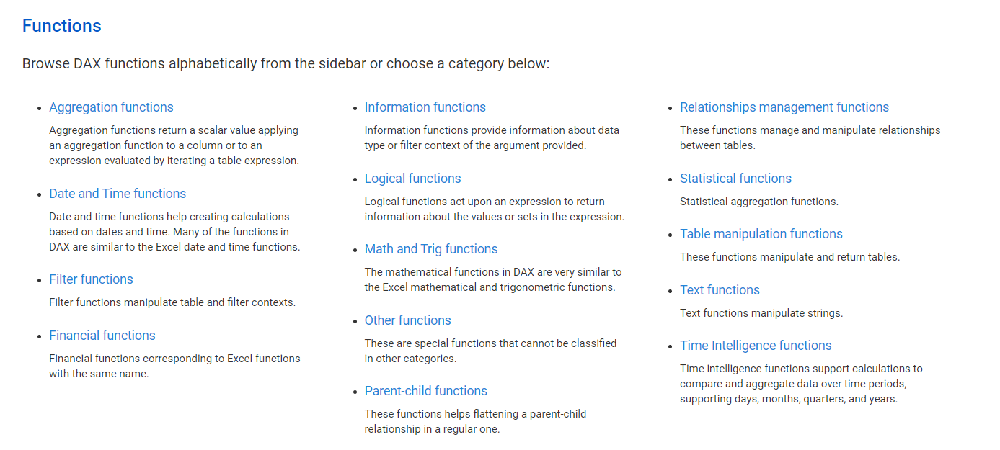 Functions
Browse DAX functions alphabetically from the sidebar or choose a category below:
Aggregation functions
Aggregation functions return a scalar value applying
an aggregation function to a column or to an
expression evaluated by iterating a table expression.
Date and Time functions
Date and time functions help creating calculations
based on dates and time. Many of the functions in
DAX are similar to the Excel date and time functions.
Filter functions
Filter functions manipulate table and filter contexts.
Financial functions
Financial functions corresponding to Excel functions
with the same name.
Information functions
Information functions provide information about data
type or filter context of the argument provided.
Logical functions
Logical functions act upon an expression to return
information about the values or sets in the expression.
Math and Trig functions
The mathematical functions in DAX are very similar to
the Excel mathematical and trigonometric functions.
Other functions
These are special functions that cannot be classified
in other categories.
Parent-child functions
These functions helps flattening a parent-child
relationship in a regular one.
Relationships management functions
These functions manage and manipulate relationships
between tables.
Statistical functions
Statistical aggregation functions.
Table manipulation functions
These functions manipulate and return tables.
Text functions
Text functions manipulate strings.
Time Intelligence functions
Time intelligence functions support calculations to
compare and aggregate data over time periods,
supporting days, months, quarters, and years.